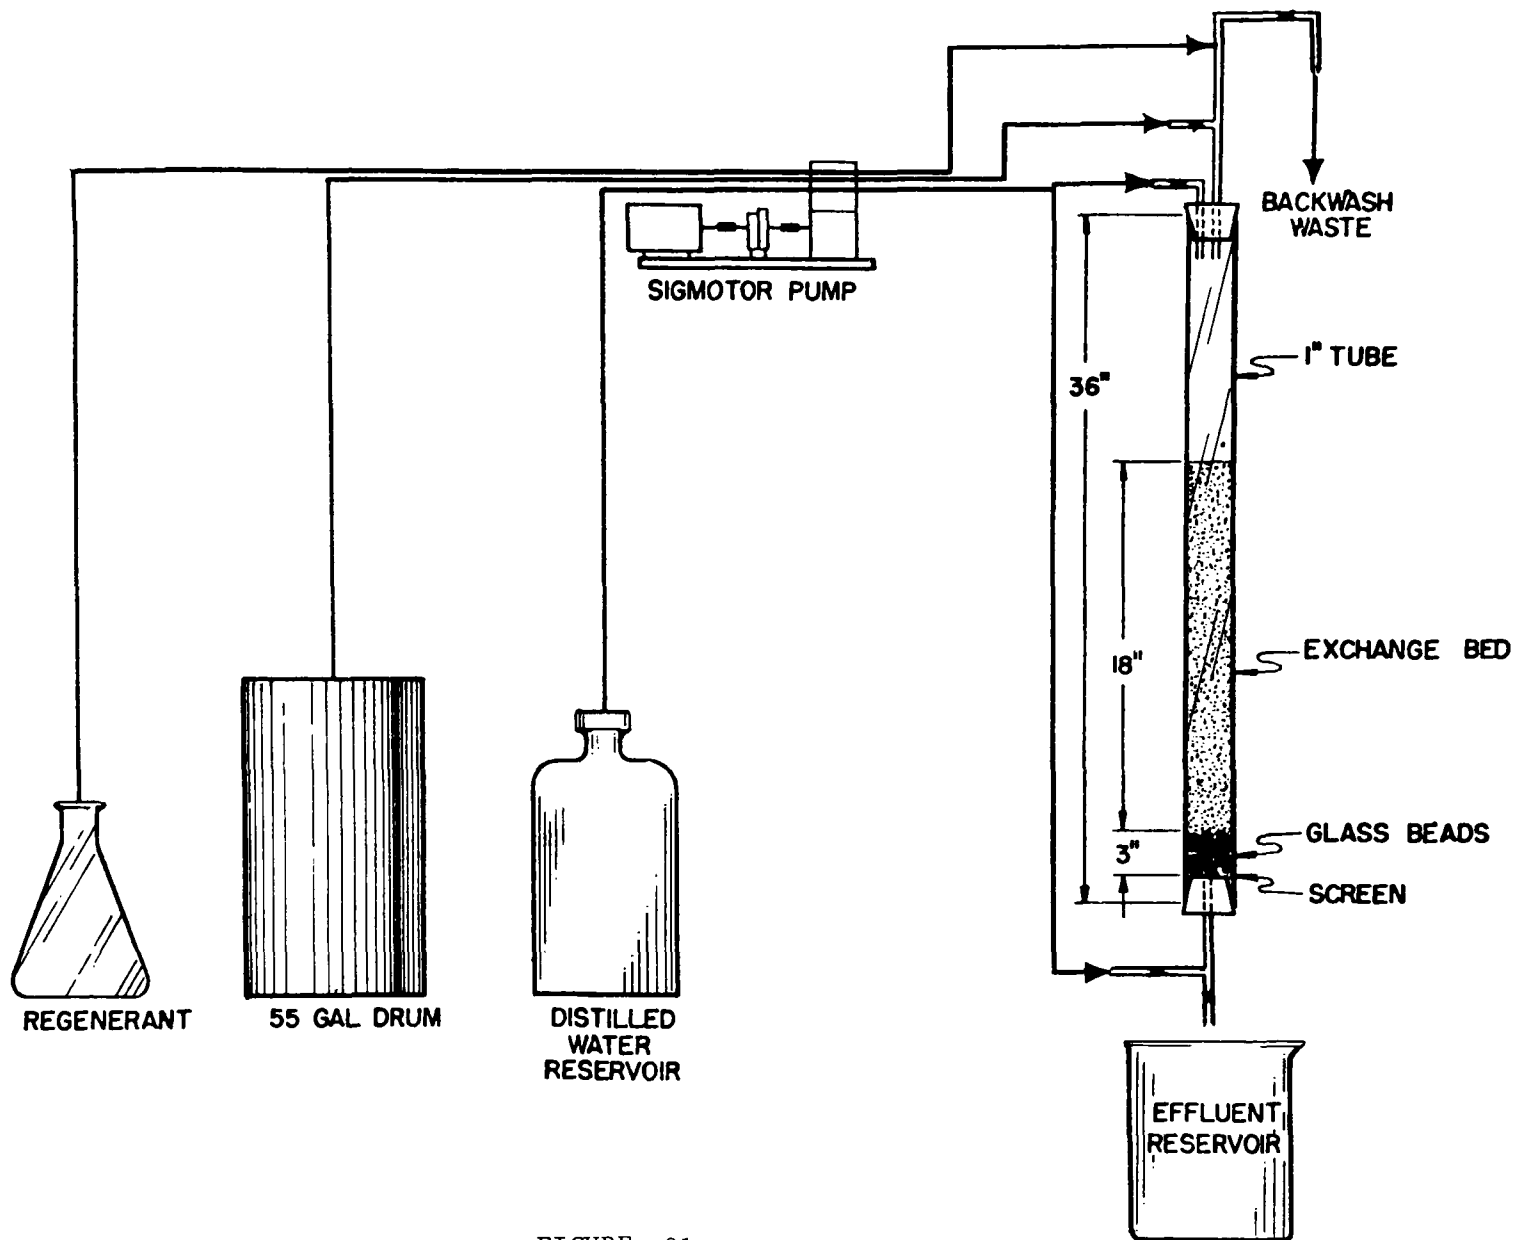 BACKWASH
WASTE
SIGMOTOR PUMP
1" TUBE
36"
18"
EXCHANGE BED
3"
GLASS BEADS
SCREEN
REGENERANT
55 GAL DRUM
DISTILLED
WATER
RESERVOIR
EFFLUENT
RESERVOIR
FIGURE